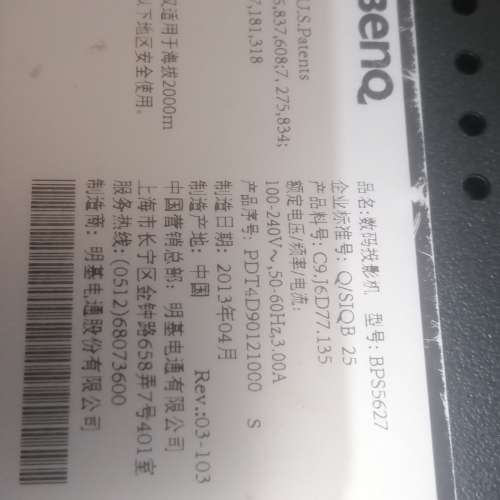 BenQ
U.S.Patents
5,837,608;7,275,834;
7,181,318
仅适用于海拔2000m
以下地区安全使用。
品名:数码投影机 型号: BPS5627
企业标准号: Q/SIQB 25
产品料号: C9.J6D77.135
额定电压/频率/电流:
100-240V~,50-60Hz,3.00A
产品序号: PDT4D90121000 S
制造日期: 2013年04月
制造产地: 中国 Rev.:03-103
中国营销总部: 明基电通有限公司
上海市长宁区金钟路658弄7号401室
服务热线: (0512)68073600
制造商: 明基电通股份有限公司